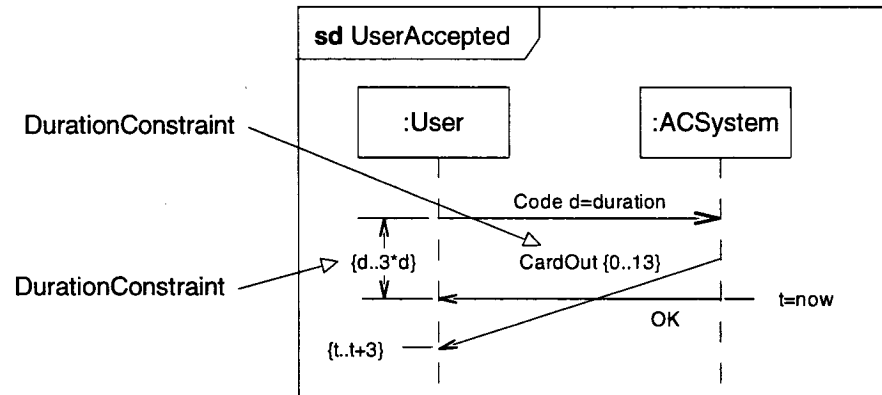 sd UserAccepted
DurationConstraint
:User
:ACSystem
Code d=duration
{d..3*d}
CardOut {0..13}
DurationConstraint
t=now
OK
{t..t+3}